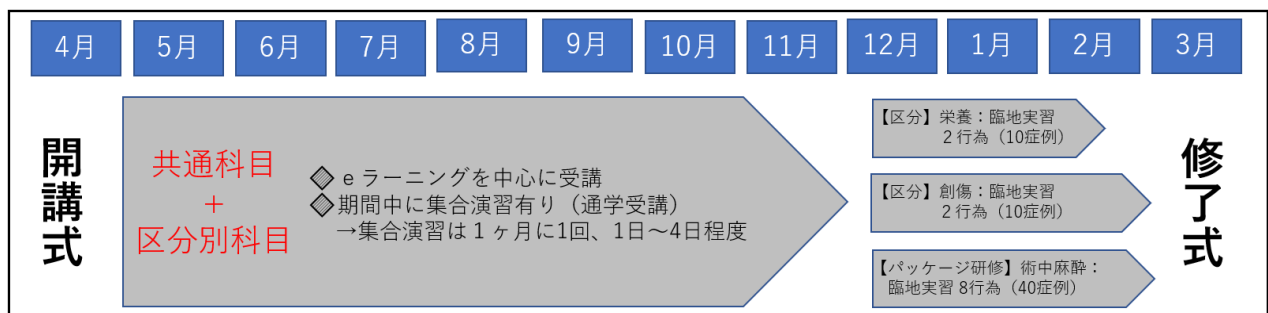 4月 5月 6月 7月 8月 9月 10月 11月 12月 1月 2月 3月
開講式
共通科目
+
区分別科目
◆ eラーニングを中心に受講
◆期間中に集合演習有り（通学受講）
→集合演習は1ヶ月に1回、1日～4日程度
【区分】栄養：臨地実習
2行為（10症例）
【区分】創傷：臨地実習
2行為（10症例）
【パッケージ研修】術中麻酔：
臨地実習 8行為（40症例）
修了式